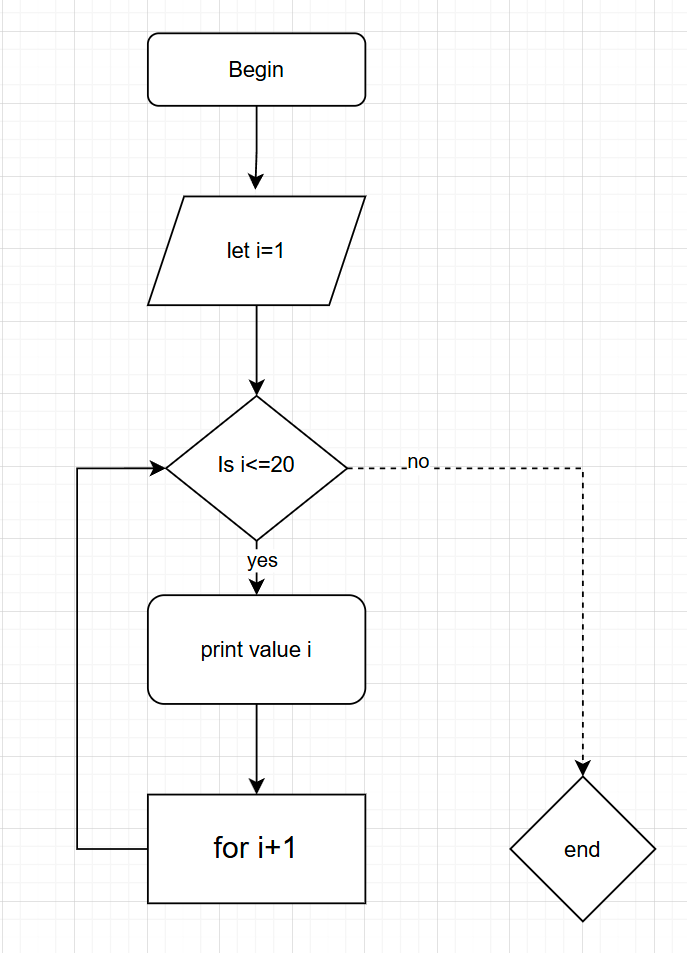 Begin
let i=1
Is i<=20
no
yes
print value i
for i+1
end